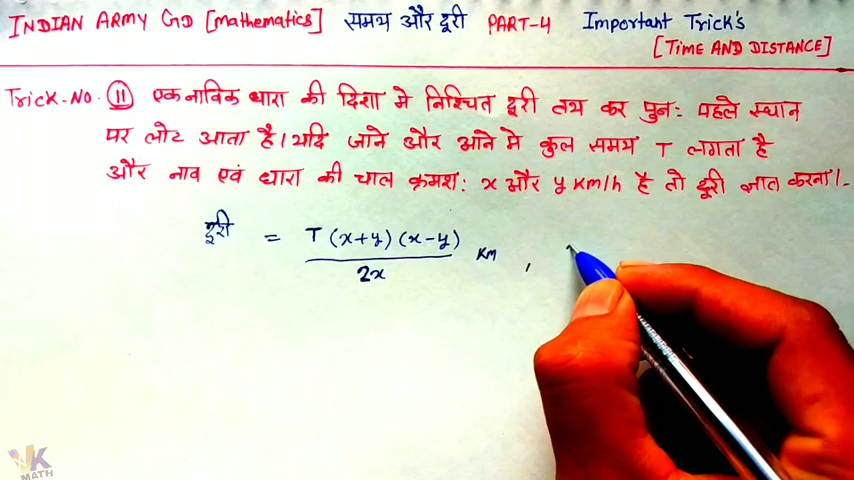 INDIAN ARMY GD [Mathematics] समय और दूरी PART-4 Important Trick's
[TIME AND DISTANCE]
Trick-No. 11 एक नाविक धारा की दिशा मे निश्चित दूरी तय कर पुनः पहले स्थान
पर लोट आता है। यदि जाने और आने मे कुल समय T लगता है
और नाव एवं धारा की चाल क्रमशः x और y Km/h है तो दूरी ज्ञात करना।-
दूरी = T (x+y) (x-y) / 2x KM ,
VK
MATH